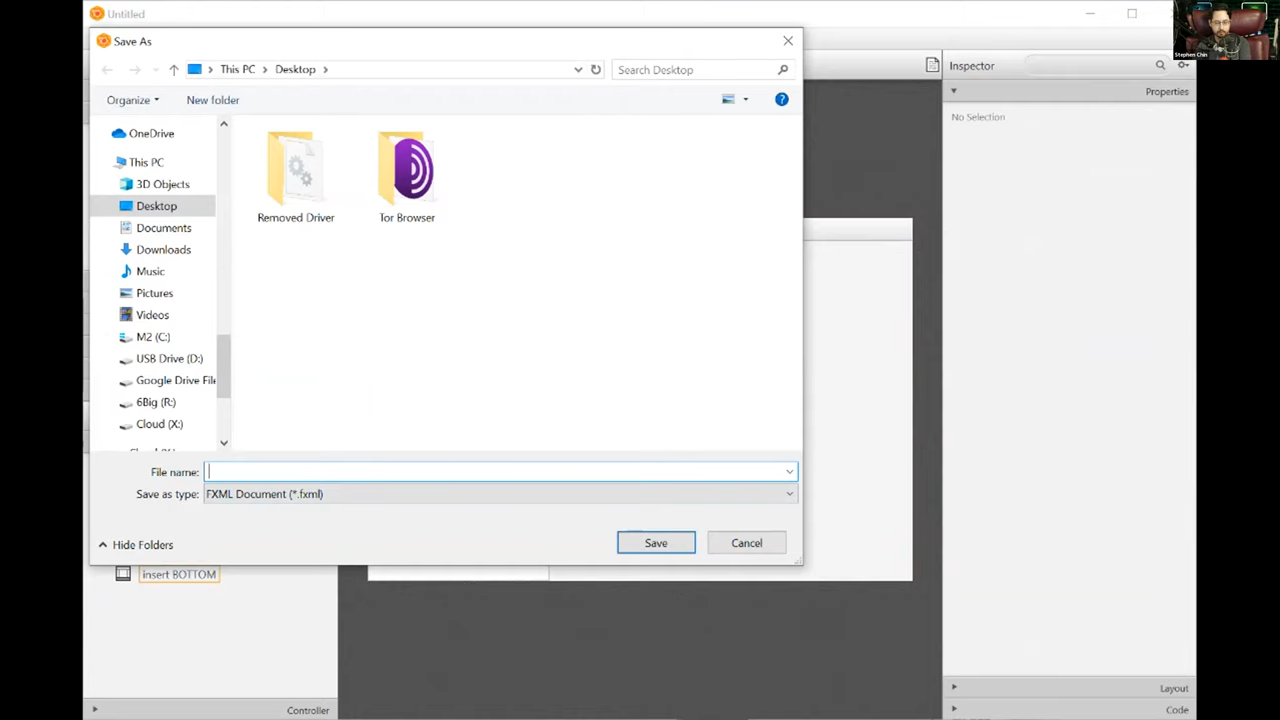 Untitled
Stephen Chin
Save As
This PC
Desktop
Search Desktop
Organize
New folder
OneDrive
This PC
3D Objects
Desktop
Documents
Downloads
Music
Pictures
Videos
M2 (C:)
USB Drive (D:)
Google Drive File
6Big (R:)
Cloud (X:)
Removed Driver
Tor Browser
File name:
Save as type:
FXML Document (*.fxml)
Hide Folders
Save
Cancel
insert BOTTOM
Controller
Inspector
Properties
No Selection
Layout
Code